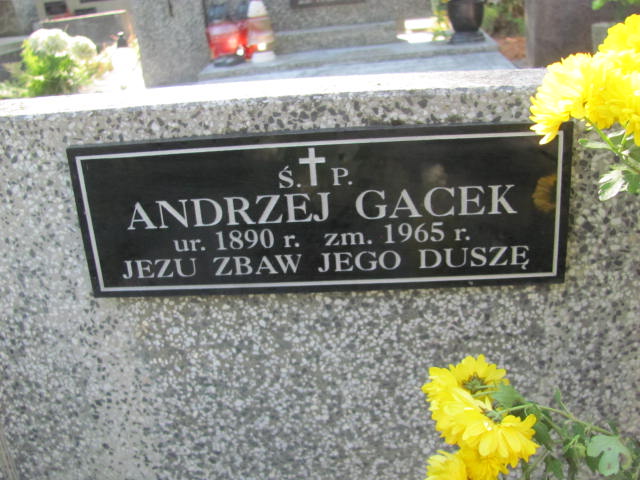 Ś. P.
ANDRZEJ GACEK
ur. 1890 r. zm. 1965 r.
JEZU ZBAW JEGO DUSZĘ